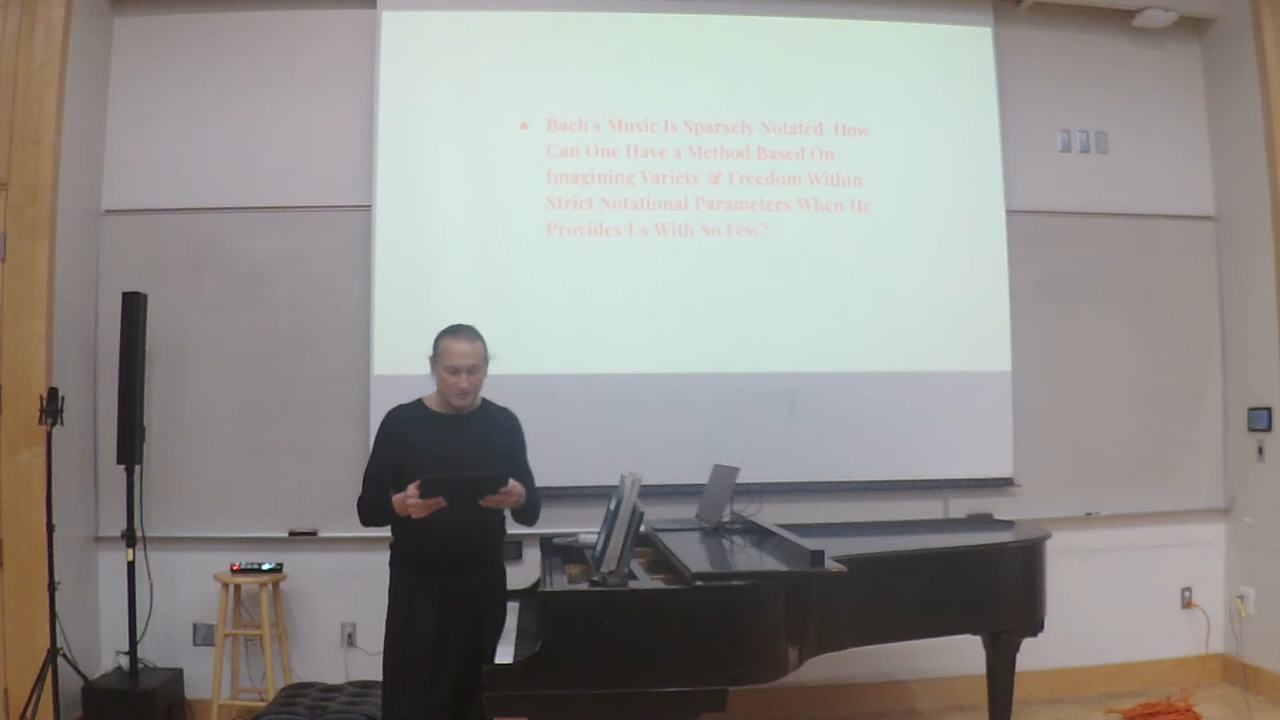 Bach's Music Is Sparsely Notated. How
Can One Have a Method Based On
Imagining Variety & Freedom Within
Strict Notational Parameters When He
Provides Us With So Few?